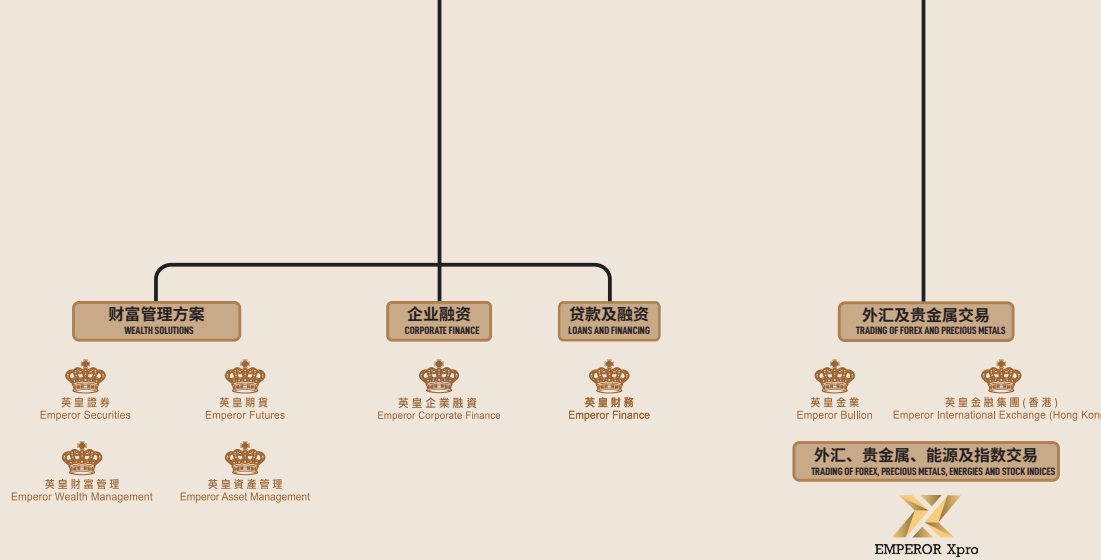 财富管理方案
WEALTH SOLUTIONS
企业融资
CORPORATE FINANCE
贷款及融资
LOANS AND FINANCING
外汇及贵金属交易
TRADING OF FOREX AND PRECIOUS METALS
英皇證券
Emperor Securities
英皇期貨
Emperor Futures
英皇企業融資
Emperor Corporate Finance
英皇財務
Emperor Finance
英皇金業
Emperor Bullion
英皇金融集團(香港)
Emperor International Exchange (Hong Kong
英皇財富管理
Emperor Wealth Management
英皇資產管理
Emperor Asset Management
外汇、贵金属、能源及指数交易
TRADING OF FOREX, PRECIOUS METALS, ENERGIES AND STOCK INDICES
EMPEROR Xpro